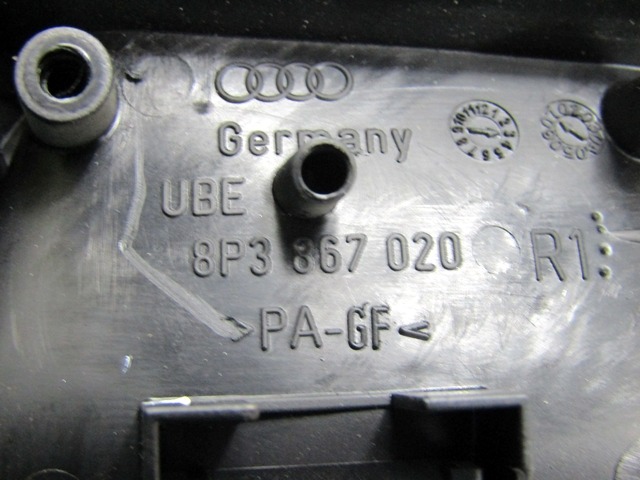 Germany
UBE
8P3 867 020 R1
>PA-GF<